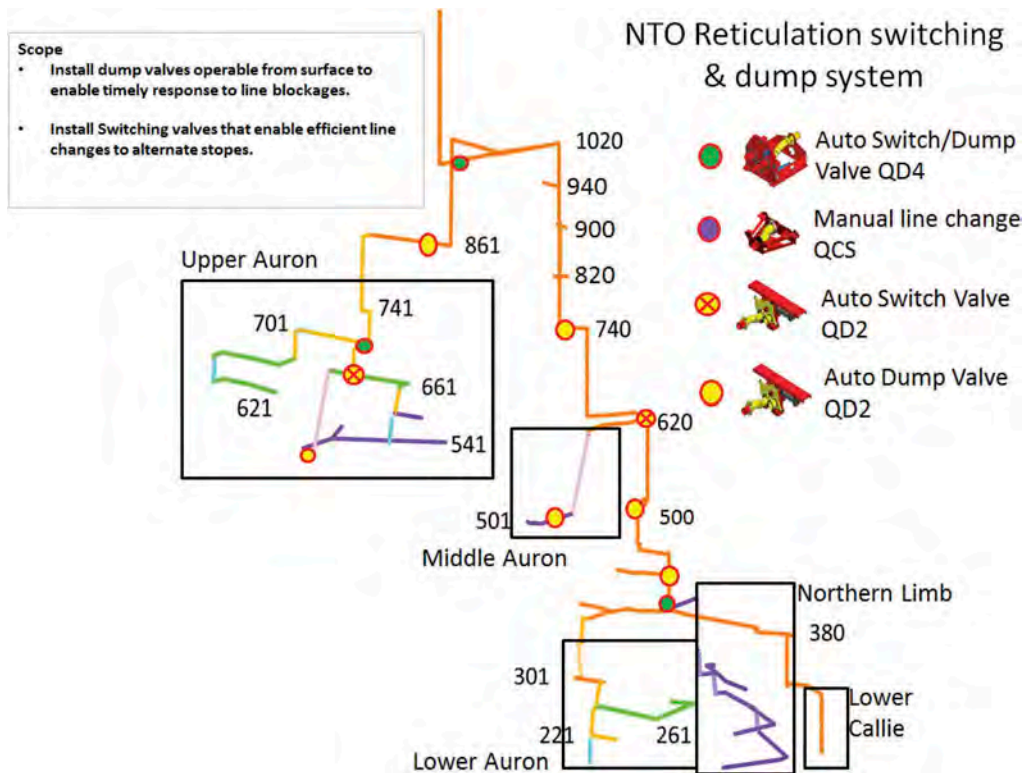 NTO Reticulation switching
& dump system
Scope
• Install dump valves operable from surface to
enable timely response to line blockages.
• Install Switching valves that enable efficient line
changes to alternate stopes.
Auto Switch/Dump
Valve QD4
Manual line change
QCS
Auto Switch Valve
QD2
Auto Dump Valve
QD2
1020
940
900
861
820
Upper Auron
741
701
740
661
621
620
541
501
500
Middle Auron
Northern Limb
380
301
Lower
Callie
221
261
Lower Auron